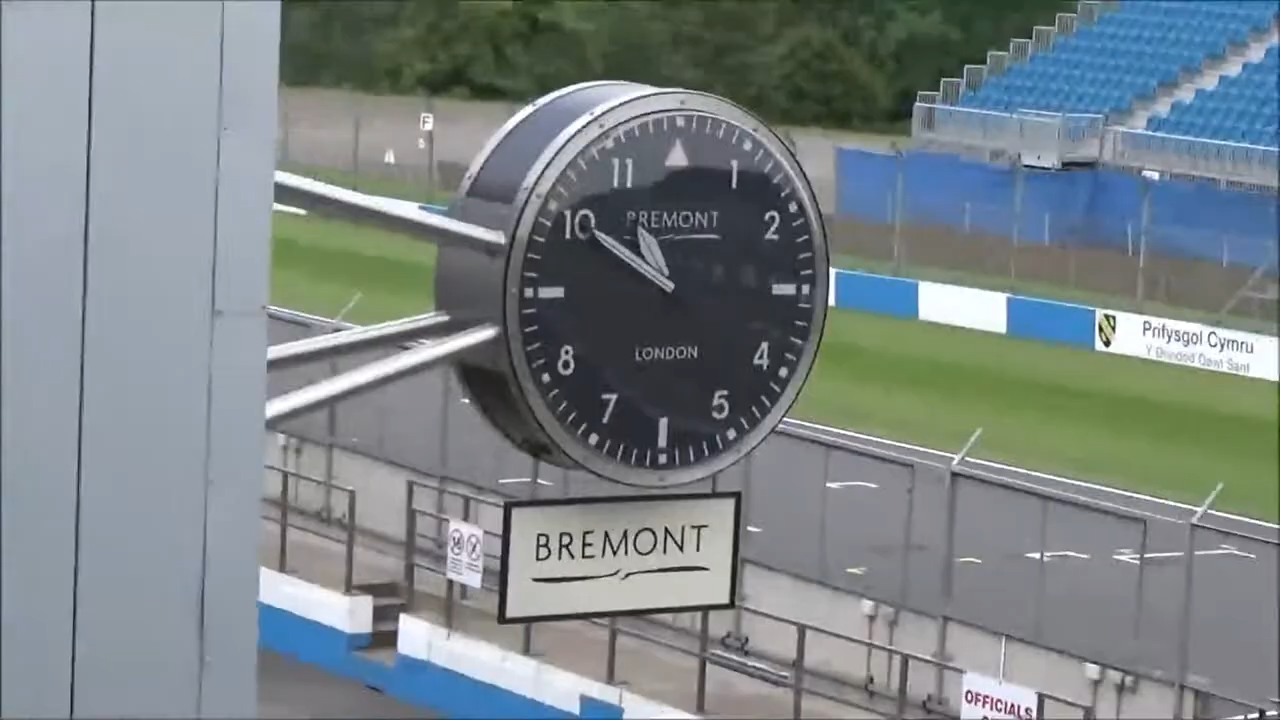 F
11
1
10
BREMONT
2
LONDON
8
4
7
5
BREMONT
Prifysgol Cymru
Y Drindod Dewi Sant
OFFICIALS